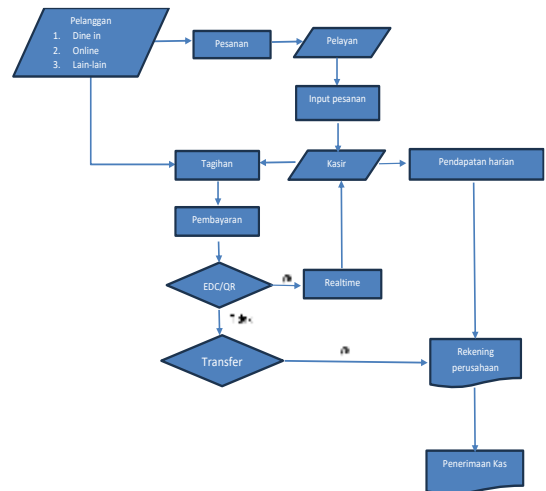 Pelanggan
1. Dine in
2. Online
3. Lain-lain
Pesanan
Pelayan
Input pesanan
Tagihan
Kasir
Pendapatan harian
Pembayaran
EDC/QR
Realtime
Transfer
Rekening
perusahaan
Penerimaan Kas